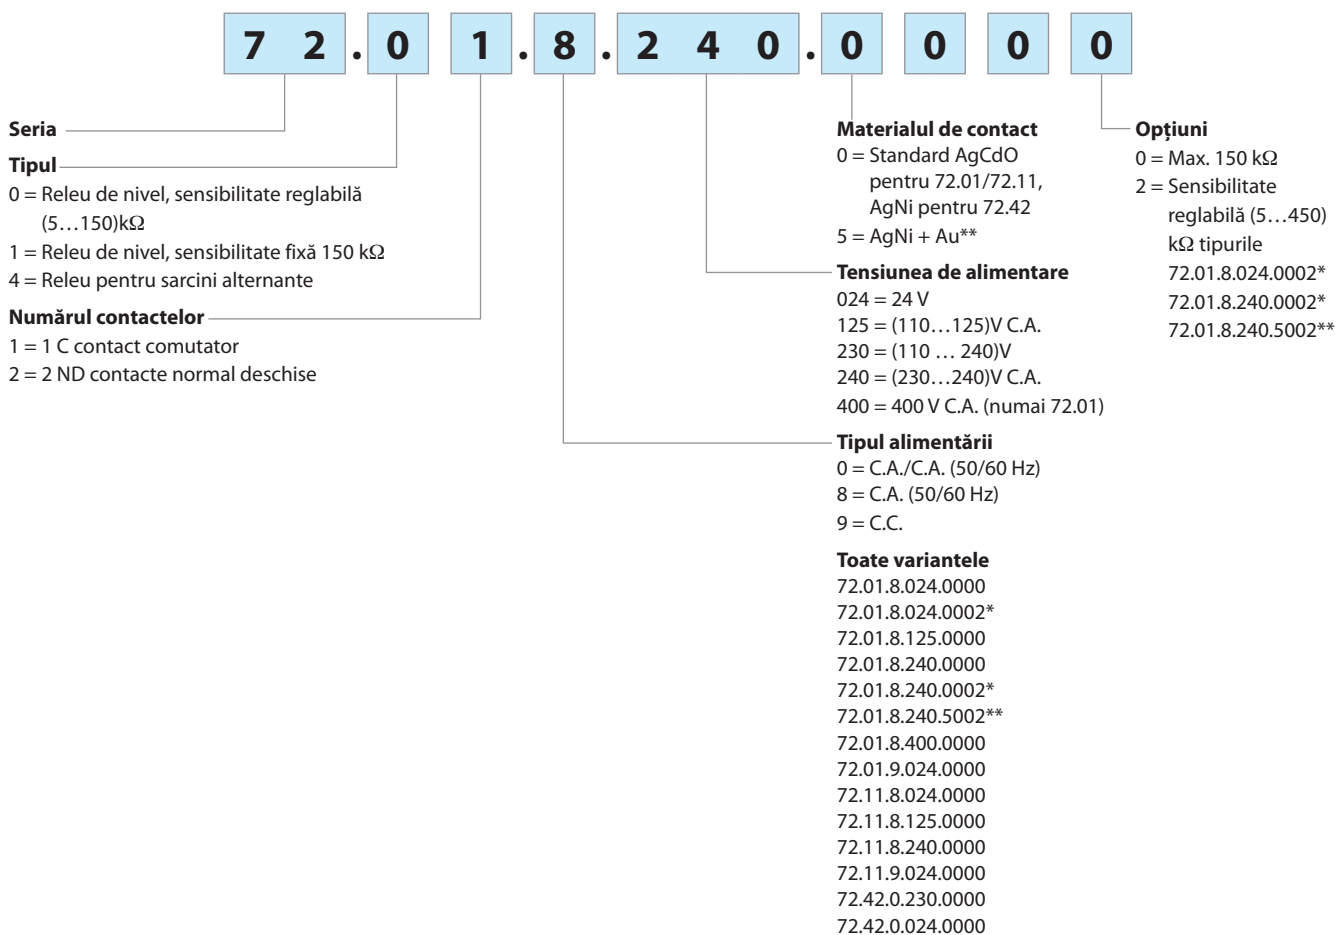 7 2 . 0 1 . 8 . 2 4 0 . 0 0 0 0
Seria
Tipul
0 = Releu de nivel, sensibilitate reglabilă
(5…150)kΩ
1 = Releu de nivel, sensibilitate fixă 150 kΩ
4 = Releu pentru sarcini alternante
Numărul contactelor
1 = 1 C contact comutator
2 = 2 ND contacte normal deschise
Materialul de contact
0 = Standard AgCdO
pentru 72.01/72.11,
AgNi pentru 72.42
5 = AgNi + Au**
Tensiunea de alimentare
024 = 24 V
125 = (110…125)V C.A.
230 = (110 … 240)V
240 = (230…240)V C.A.
400 = 400 V C.A. (numai 72.01)
Tipul alimentării
0 = C.A./C.A. (50/60 Hz)
8 = C.A. (50/60 Hz)
9 = C.C.
Toate variantele
72.01.8.024.0000
72.01.8.024.0002*
72.01.8.125.0000
72.01.8.240.0000
72.01.8.240.0002*
72.01.8.240.5002**
72.01.8.400.0000
72.01.9.024.0000
72.11.8.024.0000
72.11.8.125.0000
72.11.8.240.0000
72.11.9.024.0000
72.42.0.230.0000
72.42.0.024.0000
Opțiuni
0 = Max. 150 kΩ
2 = Sensibilitate
reglabilă (5…450)
kΩ tipurile
72.01.8.024.0002*
72.01.8.240.0002*
72.01.8.240.5002**